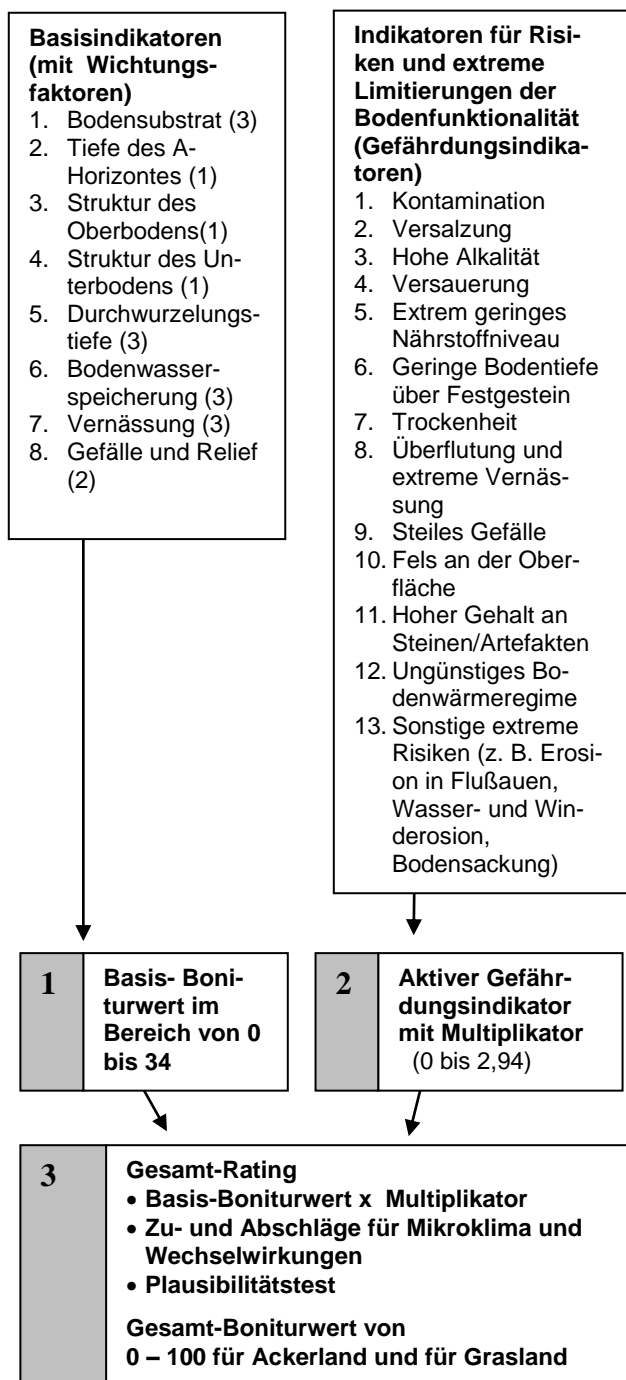 Basisindikatoren
(mit Wichtungs-
faktoren)
1. Bodensubstrat (3)
2. Tiefe des A-
Horizontes (1)
3. Struktur des
Oberbodens(1)
4. Struktur des Un-
terbodens (1)
5. Durchwurzelungs-
tiefe (3)
6. Bodenwasser-
speicherung (3)
7. Vernässung (3)
8. Gefälle und Relief
(2)
Indikatoren für Risi-
ken und extreme
Limitierungen der
Bodenfunktionalität
(Gefährdungsindika-
toren)
1. Kontamination
2. Versalzung
3. Hohe Alkalität
4. Versauerung
5. Extrem geringes
Nährstoffniveau
6. Geringe Bodentiefe
über Festgestein
7. Trockenheit
8. Überflutung und
extreme Vernäs-
sung
9. Steiles Gefälle
10. Fels an der Ober-
fläche
11. Hoher Gehalt an
Steinen/Artefakten
12. Ungünstiges Bo-
denwärmeregime
13. Sonstige extreme
Risiken (z. B. Erosi-
on in Flußauen,
Wasser- und Win-
derosion,
Bodensackung)
1
Basis- Boni-
turwert im
Bereich von 0
bis 34
2
Aktiver Gefähr-
dungsindikator
mit Multiplikator
(0 bis 2,94)
3
Gesamt-Rating
• Basis-Boniturwert x Multiplikator
• Zu- und Abschläge für Mikroklima und
Wechselwirkungen
• Plausibilitätstest
Gesamt-Boniturwert von
0 – 100 für Ackerland und für Grasland